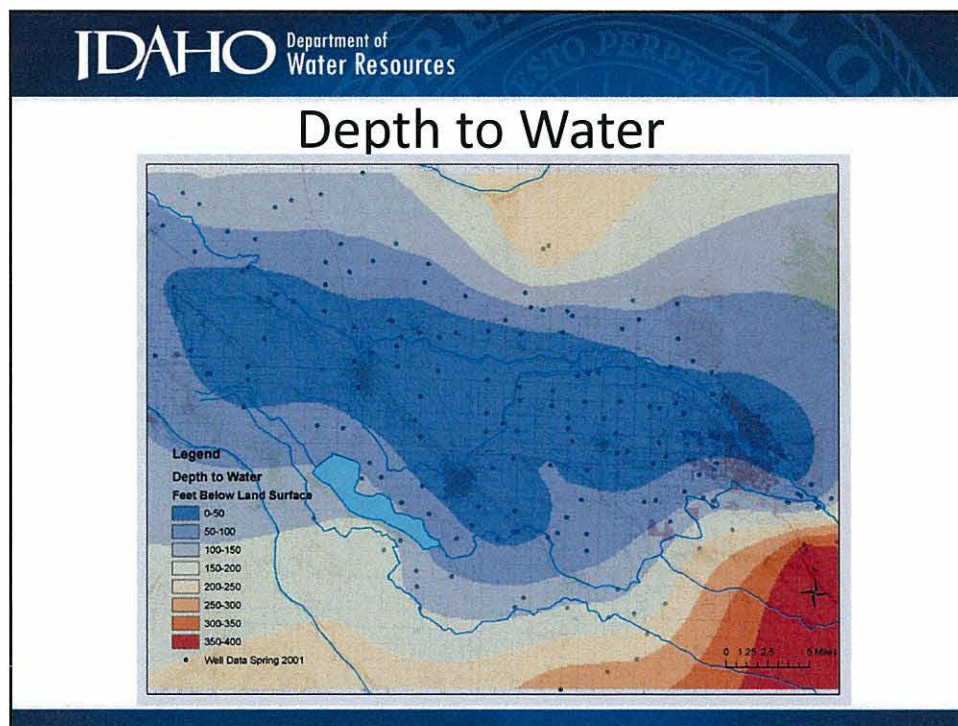 IDAHO Department of
Water Resources
ESTO PERPETU
Depth to Water
Legend
Depth to Water
Feet Below Land Surface
0-50
50-100
100-150
150-200
200-250
250-300
300-350
350-400
Well Data Spring 2001
0 1.25 2.5 5 Miles